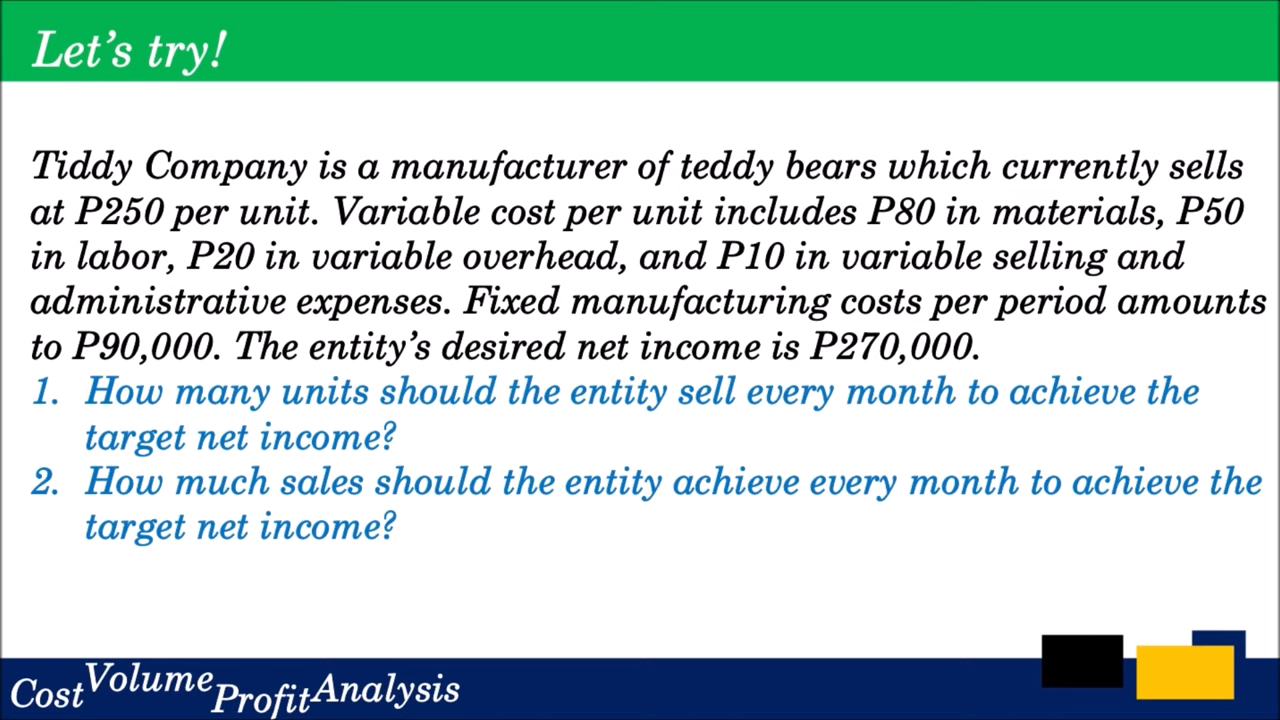 Let’s try!
Tiddy Company is a manufacturer of teddy bears which currently sells
at P250 per unit. Variable cost per unit includes P80 in materials, P50
in labor, P20 in variable overhead, and P10 in variable selling and
administrative expenses. Fixed manufacturing costs per period amounts
to P90,000. The entity’s desired net income is P270,000.
1. How many units should the entity sell every month to achieve the
target net income?
2. How much sales should the entity achieve every month to achieve the
target net income?
Cost Volume Profit Analysis